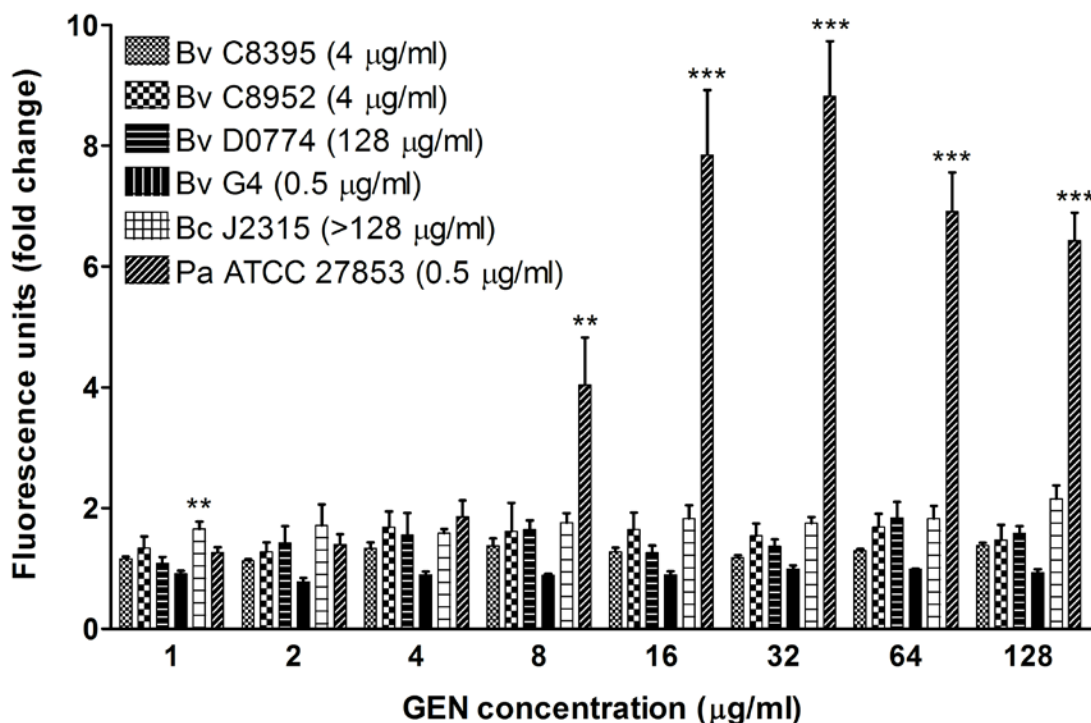 10
8
6
4
2
0
Fluorescence units (fold change)
Bv C8395 (4 μg/ml)
Bv C8952 (4 μg/ml)
Bv D0774 (128 μg/ml)
Bv G4 (0.5 μg/ml)
Bc J2315 (>128 μg/ml)
Pa ATCC 27853 (0.5 μg/ml)
**
**
***
***
***
***
1 2 4 8 16 32 64 128
GEN concentration (μg/ml)